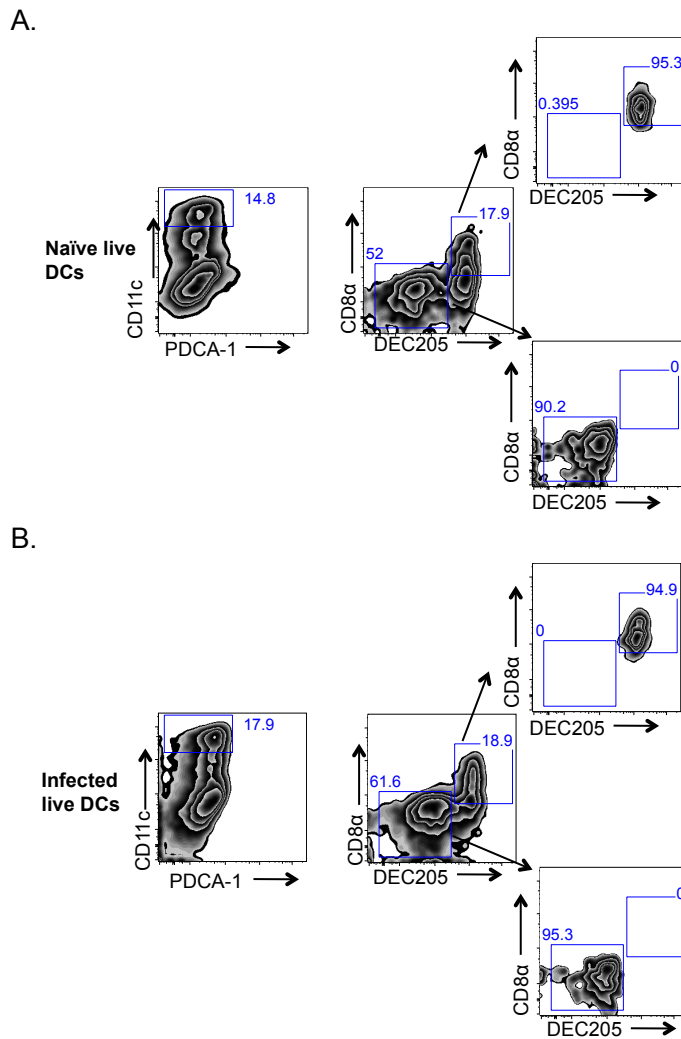 A.
95.3
0.395
CD8α
DEC205
14.8
17.9
Naïve live
DCs
52
CD11c
CD8α
PDCA-1
DEC205
0
90.2
CD8α
DEC205
B.
94.9
0
CD8α
DEC205
17.9
18.9
Infected
live DCs
61.6
CD11c
CD8α
PDCA-1
DEC205
0
95.3
CD8α
DEC205